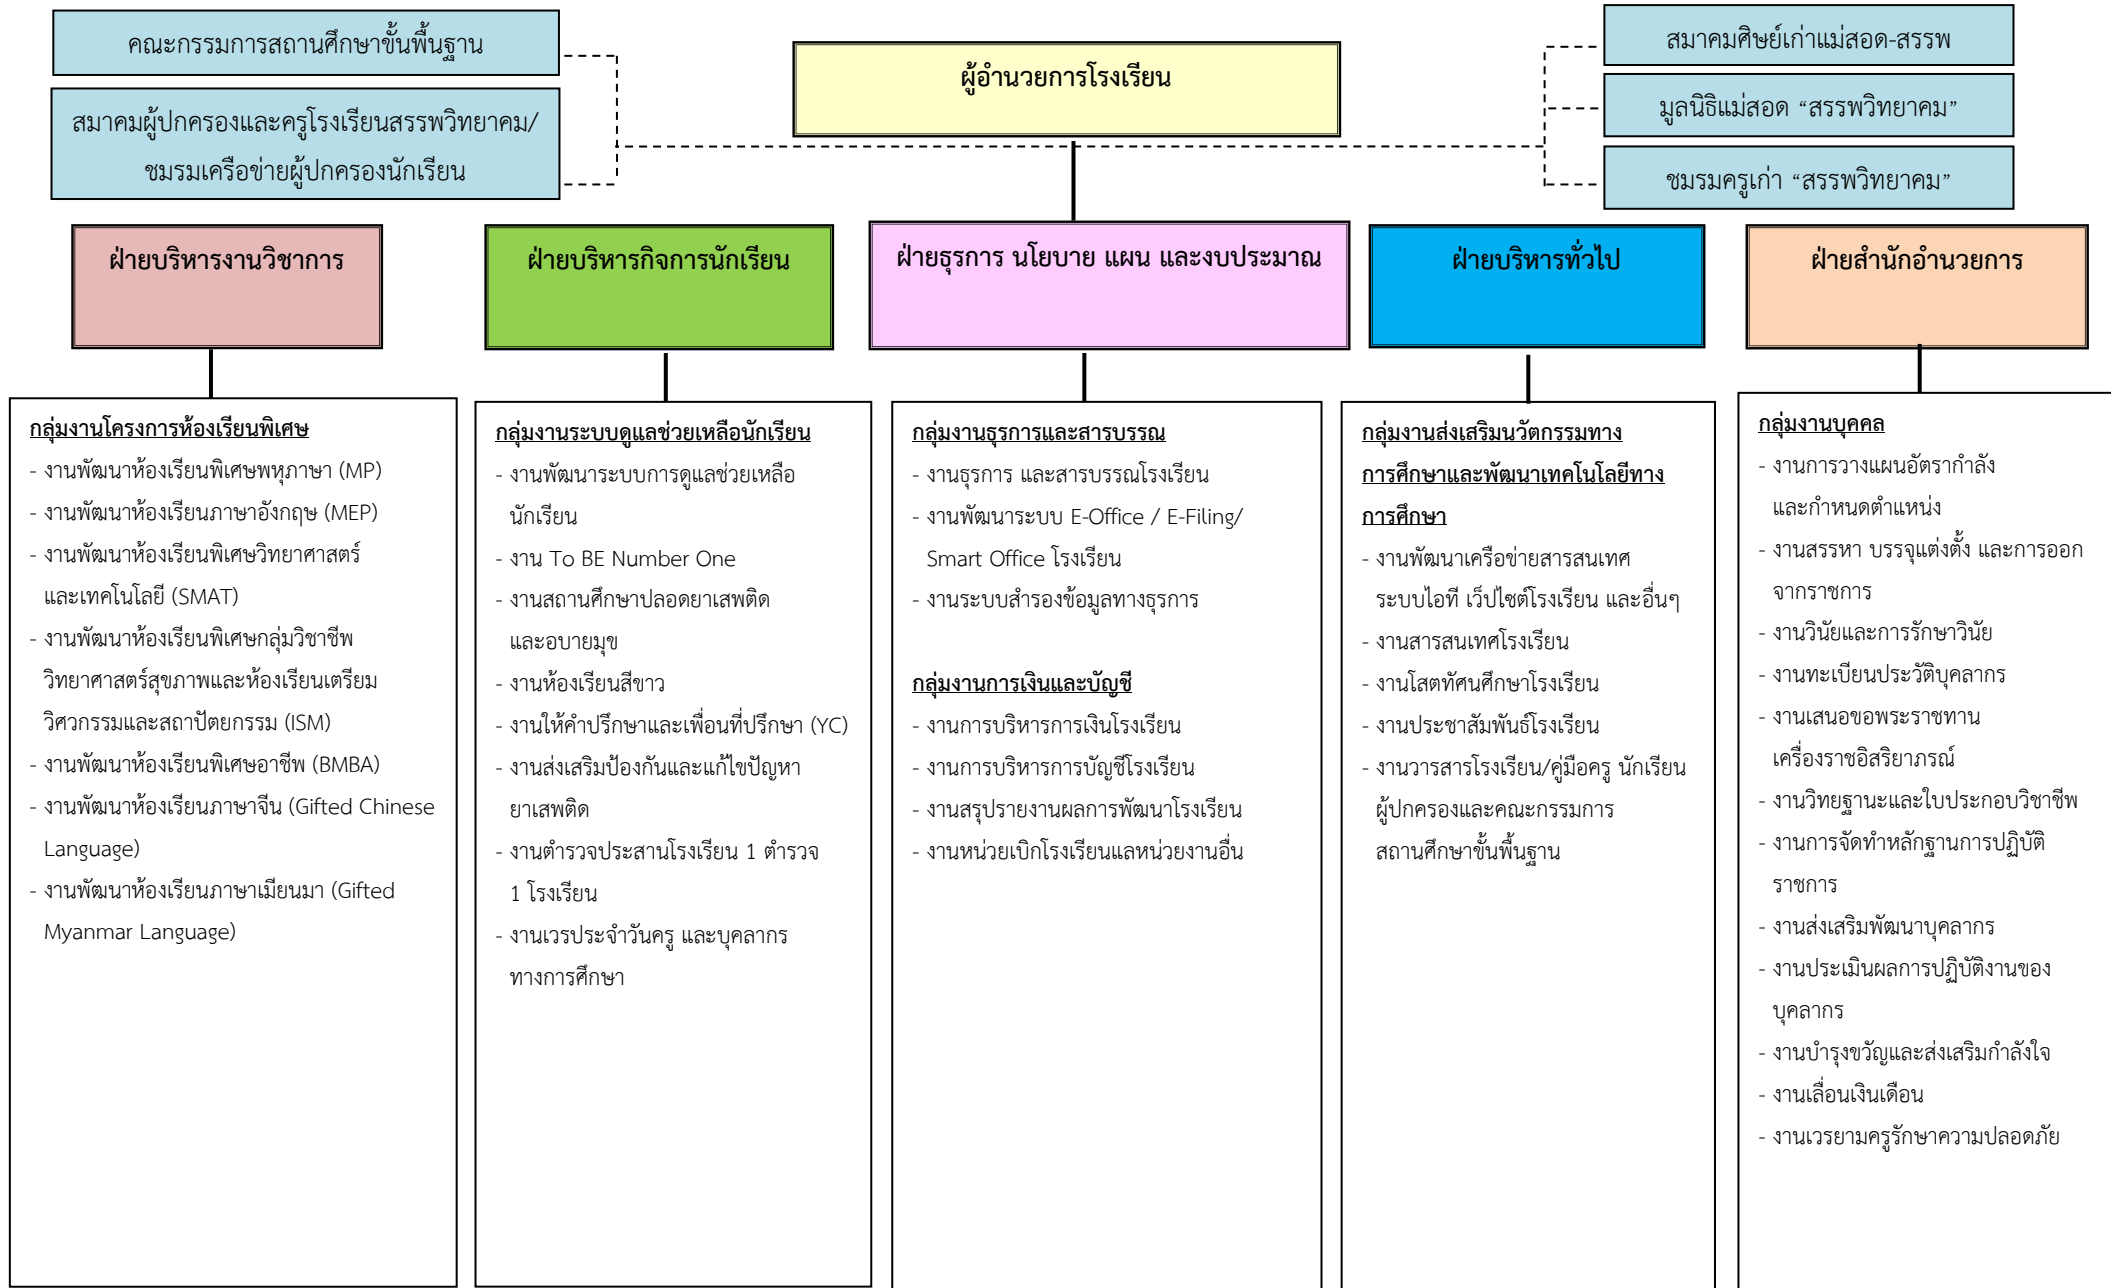 คณะกรรมการสถานศึกษาขั้นพื้นฐาน
สมาคมผู้ปกครองและครูโรงเรียนสรรพวิทยาคม/
ชมรมเครือข่ายผู้ปกครองนักเรียน
ผู้อำนวยการโรงเรียน
สมาคมศิษย์เก่าแม่สอด-สรรพ
มูลนิธิแม่สอด “สรรพวิทยาคม”
ชมรมครูเก่า “สรรพวิทยาคม”
ฝ่ายบริหารงานวิชาการ
ฝ่ายบริหารกิจการนักเรียน
ฝ่ายธุรการ นโยบาย แผน และงบประมาณ
ฝ่ายบริหารทั่วไป
ฝ่ายสำนักอำนวยการ
กลุ่มงานโครงการห้องเรียนพิเศษ
- งานพัฒนาห้องเรียนพิเศษพหุภาษา (MP)
- งานพัฒนาห้องเรียนภาษาอังกฤษ (MEP)
- งานพัฒนาห้องเรียนพิเศษวิทยาศาสตร์
และเทคโนโลยี (SMAT)
- งานพัฒนาห้องเรียนพิเศษกลุ่มวิชาชีพ
วิทยาศาสตร์สุขภาพและห้องเรียนเตรียม
วิศวกรรมและสถาปัตยกรรม (ISM)
- งานพัฒนาห้องเรียนพิเศษอาชีพ (BMBA)
- งานพัฒนาห้องเรียนภาษาจีน (Gifted Chinese
Language)
- งานพัฒนาห้องเรียนภาษาเมียนมา (Gifted
Myanmar Language)
กลุ่มงานระบบดูแลช่วยเหลือนักเรียน
- งานพัฒนาระบบการดูแลช่วยเหลือ
นักเรียน
- งาน To BE Number One
- งานสถานศึกษาปลอดยาเสพติด
และอบายมุข
- งานห้องเรียนสีขาว
- งานให้คำปรึกษาและเพื่อนที่ปรึกษา (YC)
- งานส่งเสริมป้องกันและแก้ไขปัญหา
ยาเสพติด
- งานตำรวจประสานโรงเรียน 1 ตำรวจ
1 โรงเรียน
- งานเวรประจำวันครู และบุคลากร
ทางการศึกษา
กลุ่มงานธุรการและสารบรรณ
- งานธุรการ และสารบรรณโรงเรียน
- งานพัฒนาระบบ E-Office / E-Filing/
Smart Office โรงเรียน
- งานระบบสำรองข้อมูลทางธุรการ
กลุ่มงานการเงินและบัญชี
- งานการบริหารการเงินโรงเรียน
- งานการบริหารการบัญชีโรงเรียน
- งานสรุปรายงานผลการพัฒนาโรงเรียน
- งานหน่วยเบิกโรงเรียนแลหน่วยงานอื่น
กลุ่มงานส่งเสริมนวัตกรรมทาง
การศึกษาและพัฒนาเทคโนโลยีทาง
การศึกษา
- งานพัฒนาเครือข่ายสารสนเทศ
ระบบไอที เว็ปไซต์โรงเรียน และอื่นๆ
- งานสารสนเทศโรงเรียน
- งานโสตทัศนศึกษาโรงเรียน
- งานประชาสัมพันธ์โรงเรียน
- งานวารสารโรงเรียน/คู่มือครู นักเรียน
ผู้ปกครองและคณะกรรมการ
สถานศึกษาขั้นพื้นฐาน
กลุ่มงานบุคคล
- งานการวางแผนอัตรากำลัง
และกำหนดตำแหน่ง
- งานสรรหา บรรจุแต่งตั้ง และการออก
จากราชการ
- งานวินัยและการรักษาวินัย
- งานทะเบียนประวัติบุคลากร
- งานเสนอขอพระราชทาน
เครื่องราชอิสริยาภรณ์
- งานวิทยฐานะและใบประกอบวิชาชีพ
- งานการจัดทำหลักฐานการปฏิบัติ
ราชการ
- งานส่งเสริมพัฒนาบุคลากร
- งานประเมินผลการปฏิบัติงานของ
บุคลากร
- งานบำรุงขวัญและส่งเสริมกำลังใจ
- งานเลื่อนเงินเดือน
- งานเวรยามครูรักษาความปลอดภัย